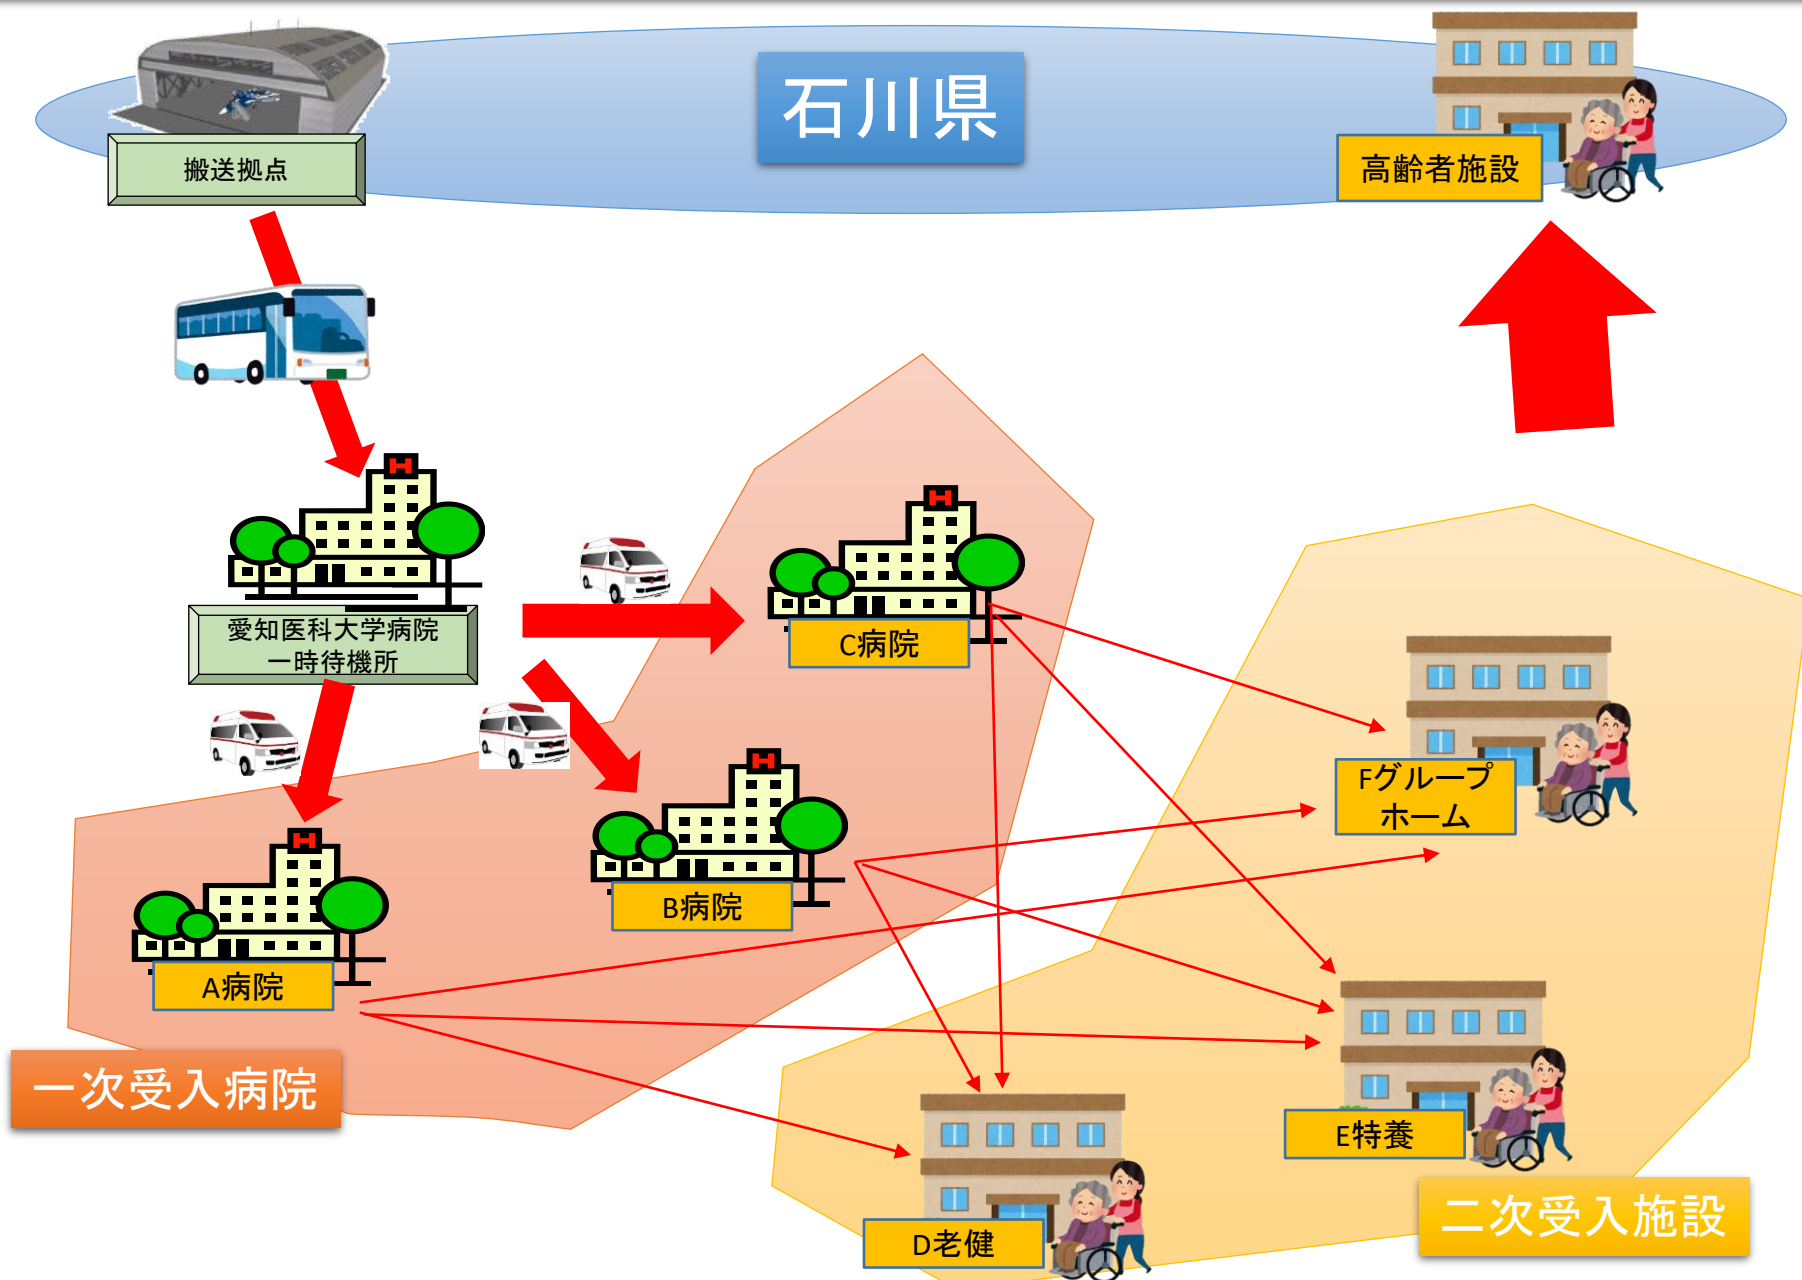 石川県
搬送拠点
高齢者施設
愛知医科大学病院
一時待機所
C病院
Fグループ
ホーム
B病院
A病院
一次受入病院
E特養
二次受入施設
D老健